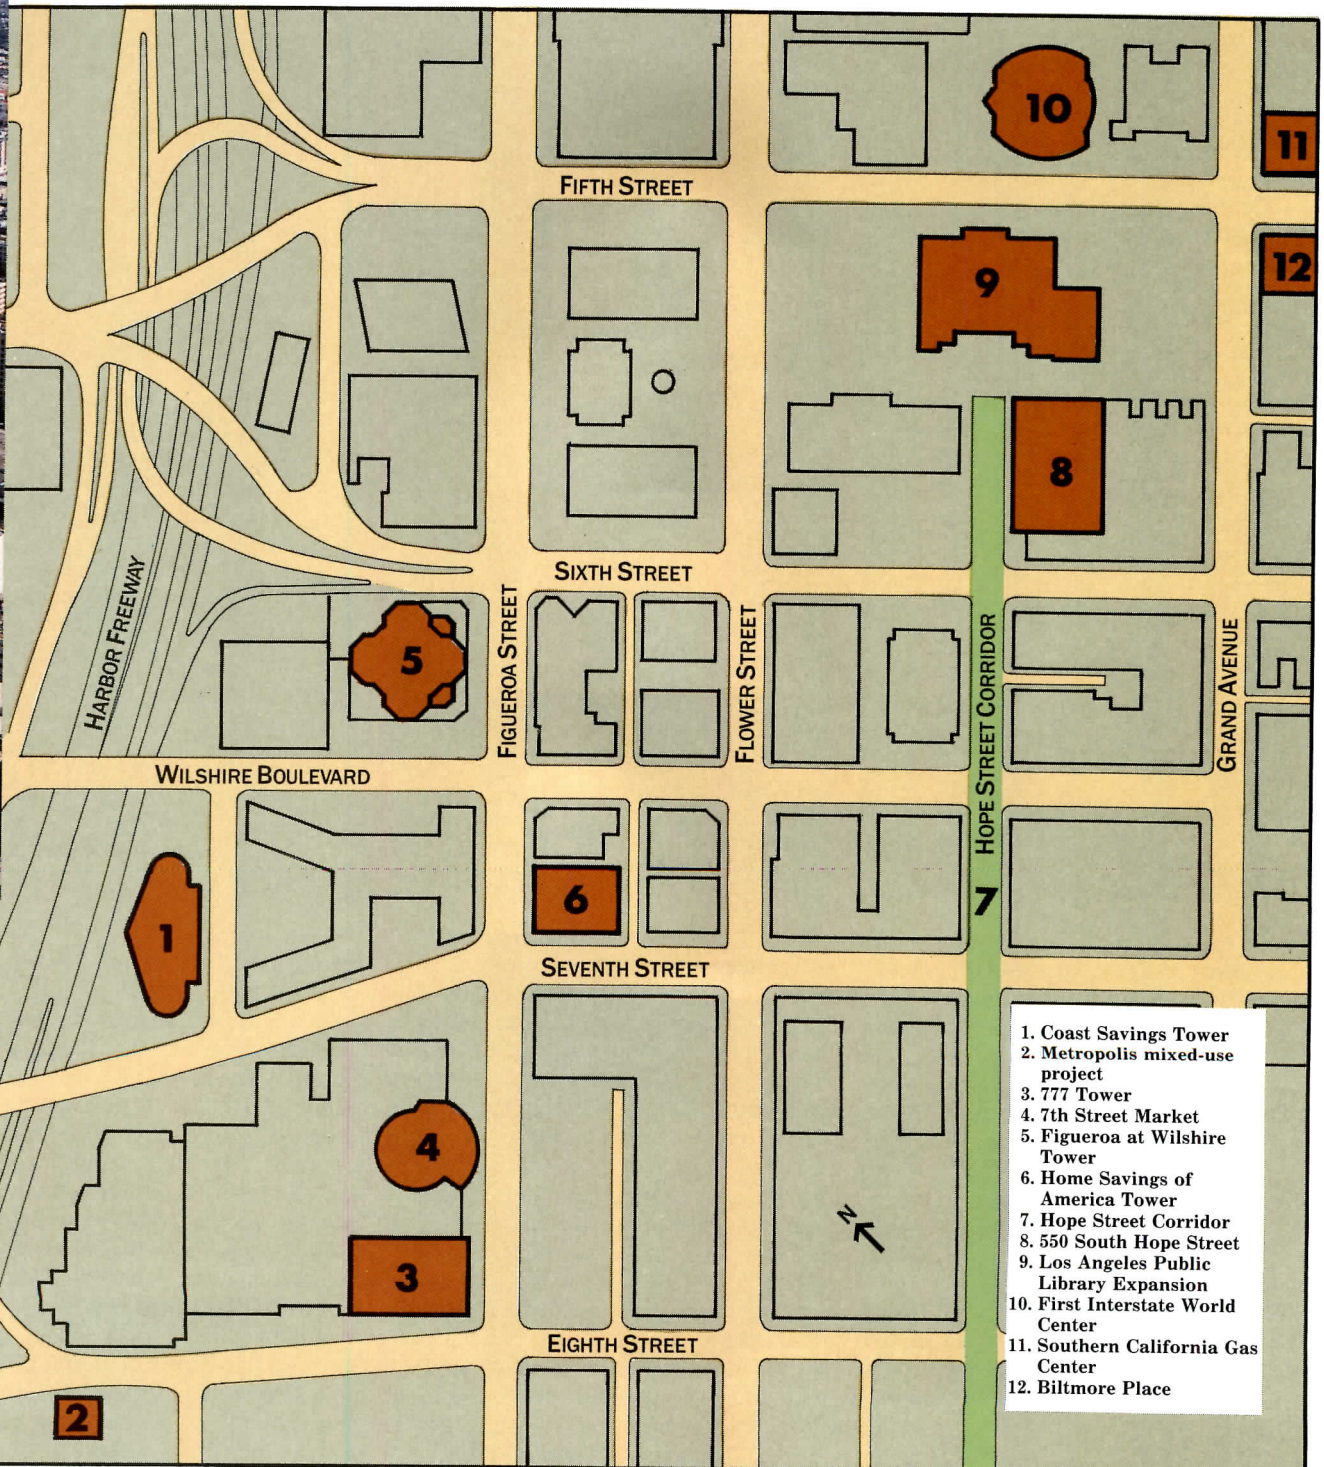 10
11
FIFTH STREET
9
12
8
SIXTH STREET
HARBOR FREEWAY
5
FIGUEROA STREET
FLOWER STREET
HOPE STREET CORRIDOR
GRAND AVENUE
WILSHIRE BOULEVARD
1
6
7
SEVENTH STREET
4
N
3
EIGHTH STREET
2
1. Coast Savings Tower
2. Metropolis mixed-use
project
3. 777 Tower
4. 7th Street Market
5. Figueroa at Wilshire
Tower
6. Home Savings of
America Tower
7. Hope Street Corridor
8. 550 South Hope Street
9. Los Angeles Public
Library Expansion
10. First Interstate World
Center
11. Southern California Gas
Center
12. Biltmore Place